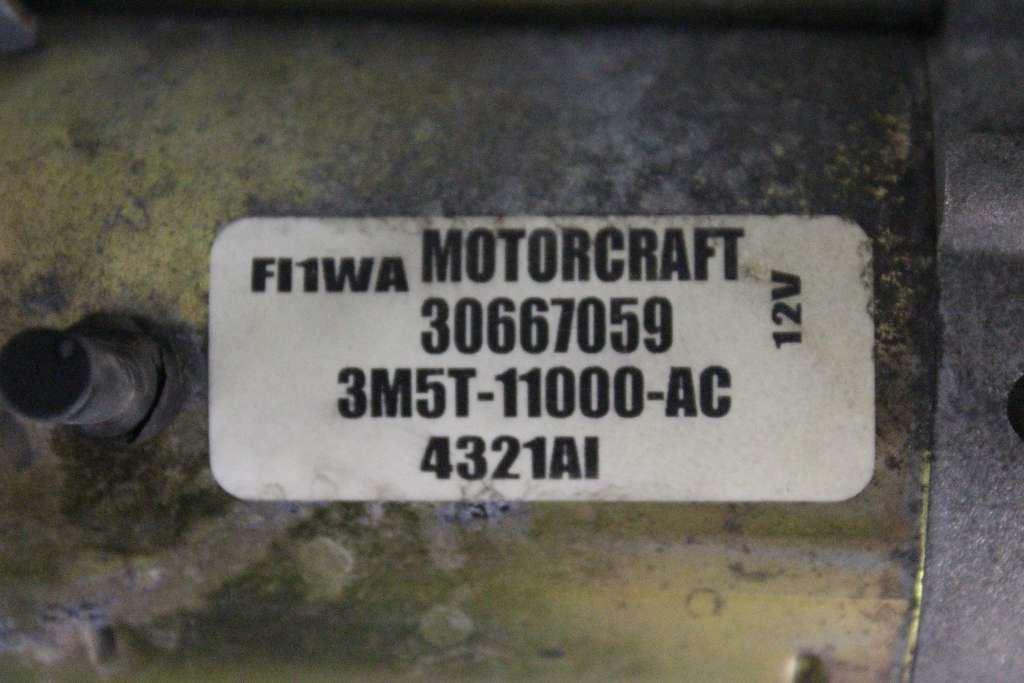 FI1WA MOTORCRAFT
30667059
12V
3M5T-11000-AC
4321AI